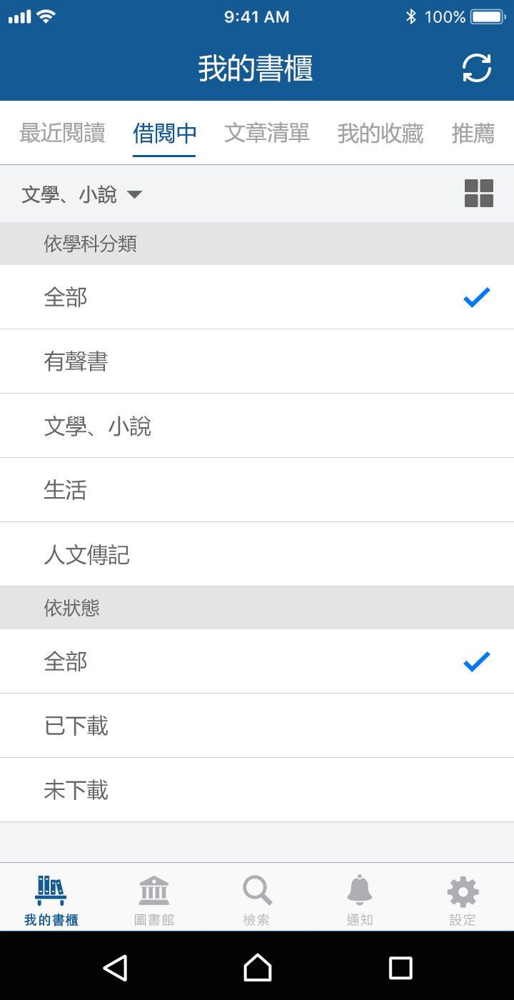 9:41 AM 100%
我的書櫃
最近閱讀 借閱中 文章清單 我的收藏 推薦
文學、小說
依學科分類
全部
有聲書
文學、小說
生活
人文傳記
依狀態
全部
已下載
未下載
我的書櫃 圖書館 檢索 通知 設定